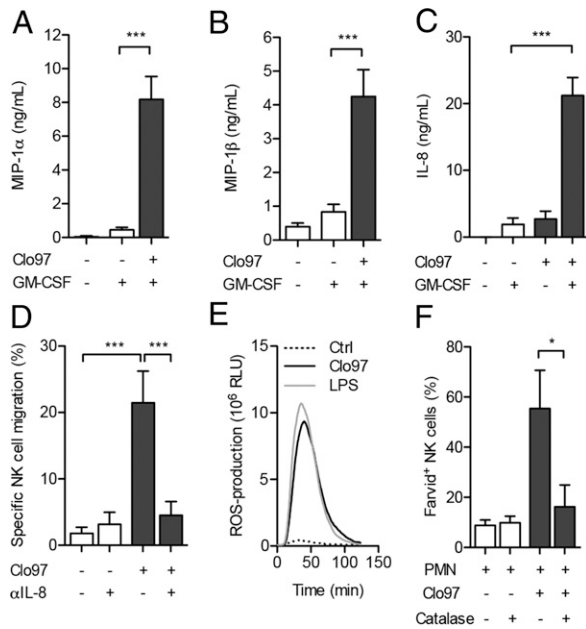 A
MIP-1α (ng/mL)
12
10
8
6
4
2
0
***
Clo97 - - +
GM-CSF - + +
B
MIP-1β (ng/mL)
6
5
4
3
2
1
0
***
Clo97 - - +
GM-CSF - + +
C
IL-8 (ng/mL)
30
20
10
0
***
Clo97 - - + +
GM-CSF - + - +
D
Specific NK cell migration (%)
30
20
10
0
*** ***
Clo97 - - + +
αIL-8 - + - +
E
Ctrl
Clo97
LPS
ROS-production (10⁶ RLU)
15
10
5
0
0 50 100 150
Time (min)
F
Farvid⁺ NK cells (%)
80
60
40
20
0
*
PMN + + + +
Clo97 - - + +
Catalase - + - +